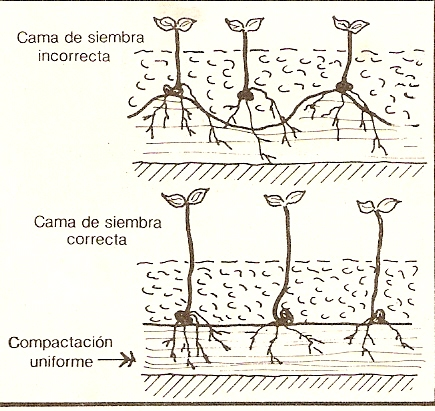 Cama de siembra
incorrecta
Cama de siembra
correcta
Compactación
uniforme